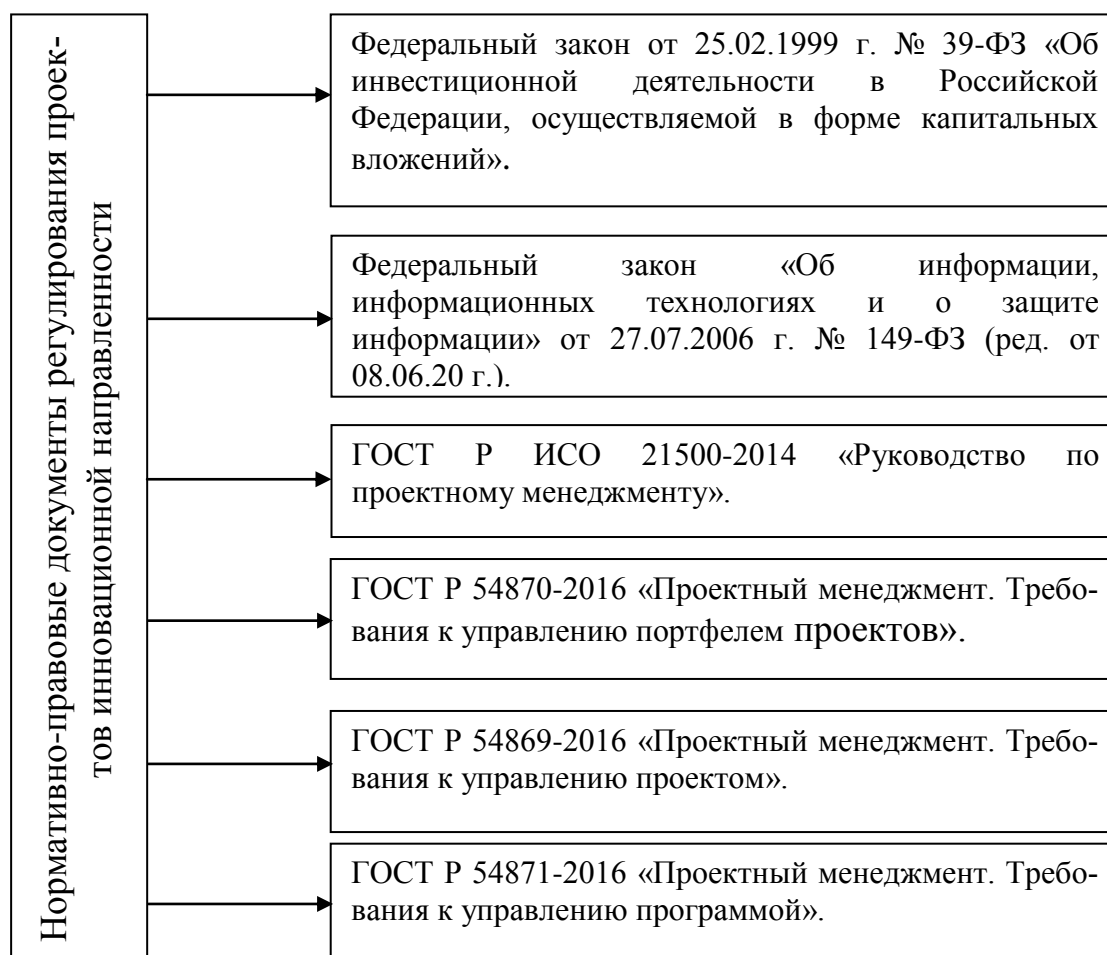 Нормативно-правовые документы регулирования проек-
тов инновационной направленности
Федеральный закон от 25.02.1999 г. № 39-ФЗ «Об
инвестиционной деятельности в Российской
Федерации, осуществляемой в форме капитальных
вложений».
Федеральный закон «Об информации,
информационных технологиях и о защите
информации» от 27.07.2006 г. № 149-ФЗ (ред. от
08.06.20 г.).
ГОСТ Р ИСО 21500-2014 «Руководство по
проектному менеджменту».
ГОСТ Р 54870-2016 «Проектный менеджмент. Требо-
вания к управлению портфелем проектов».
ГОСТ Р 54869-2016 «Проектный менеджмент. Требо-
вания к управлению проектом».
ГОСТ Р 54871-2016 «Проектный менеджмент. Требо-
вания к управлению программой».